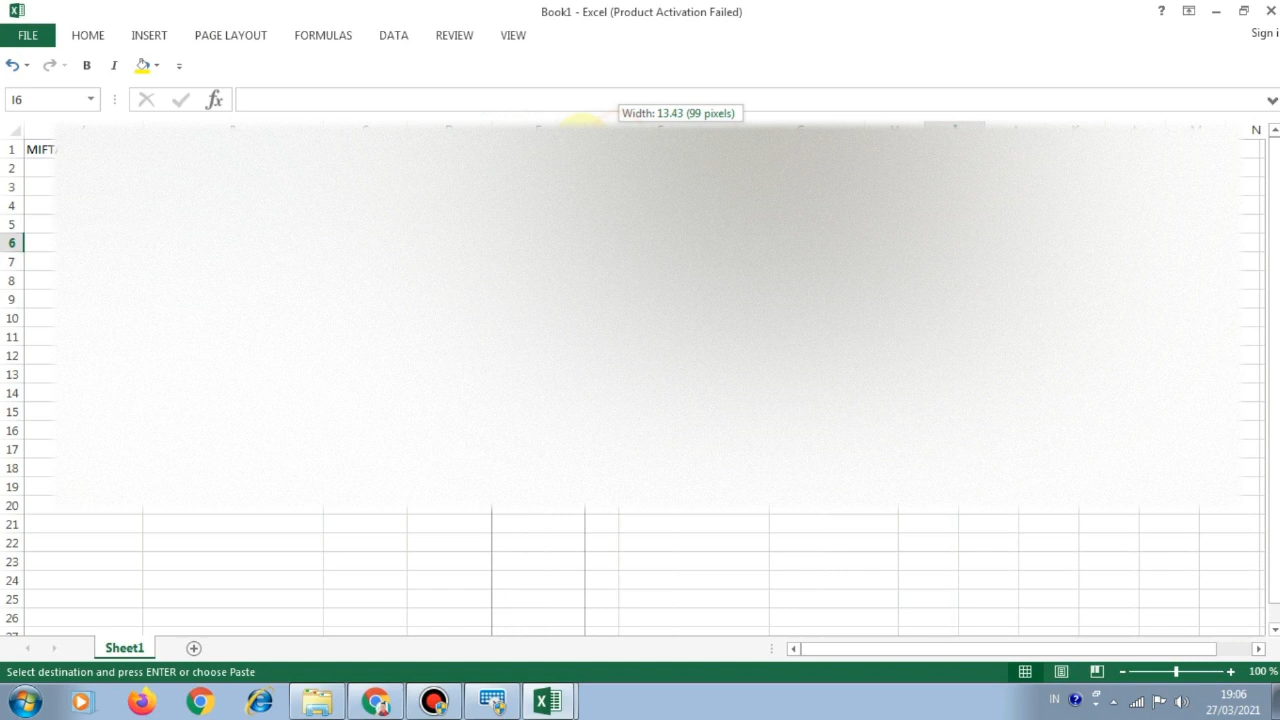 Book1 - Excel (Product Activation Failed)
?
FILE HOME INSERT PAGE LAYOUT FORMULAS DATA REVIEW VIEW
Sign i
B I
I6
fx
Width: 13.43 (99 pixels)
N
1
2
3
4
5
6
7
8
9
10
11
12
13
14
15
16
17
18
19
20
21
22
23
24
25
26
Sheet1
Select destination and press ENTER or choose Paste
100 %
IN
19:06
27/03/2021